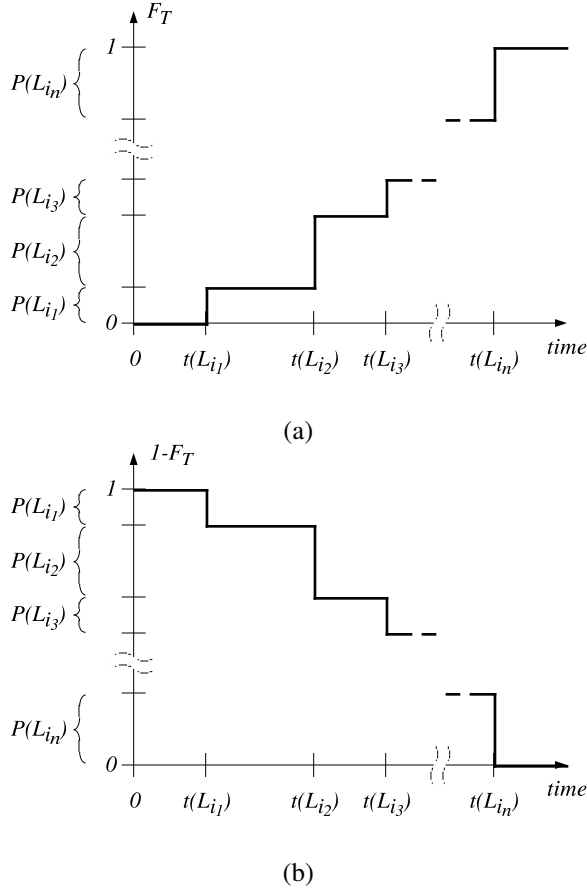 F_T
1
P(L_{i_n})
P(L_{i_3})
P(L_{i_2})
P(L_{i_1})
0
0 t(L_{i_1}) t(L_{i_2}) t(L_{i_3}) t(L_{i_n}) time
(a)
1-F_T
1
P(L_{i_1})
P(L_{i_2})
P(L_{i_3})
P(L_{i_n})
0
0 t(L_{i_1}) t(L_{i_2}) t(L_{i_3}) t(L_{i_n}) time
(b)